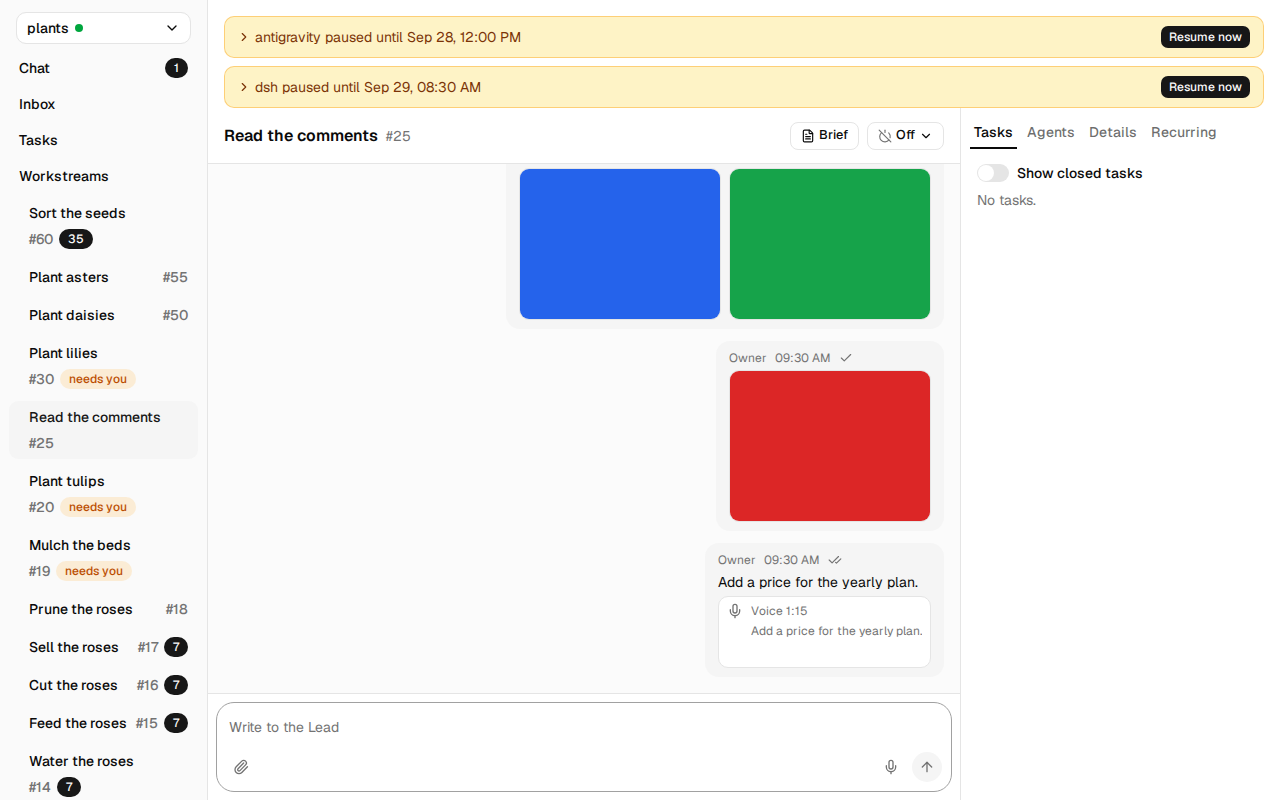 plants
Chat 1
Inbox
Tasks
Workstreams
Sort the seeds
#60 35
Plant asters #55
Plant daisies #50
Plant lilies
#30 needs you
Read the comments
#25
Plant tulips
#20 needs you
Mulch the beds
#19 needs you
Prune the roses #18
Sell the roses #17 7
Cut the roses #16 7
Feed the roses #15 7
Water the roses
#14 7
antigravity paused until Sep 28, 12:00 PM Resume now
dsh paused until Sep 29, 08:30 AM Resume now
Read the comments #25 Brief Off
Owner 09:30 AM
Owner 09:30 AM
Add a price for the yearly plan.
Voice 1:15
Add a price for the yearly plan.
Write to the Lead
Tasks Agents Details Recurring
Show closed tasks
No tasks.